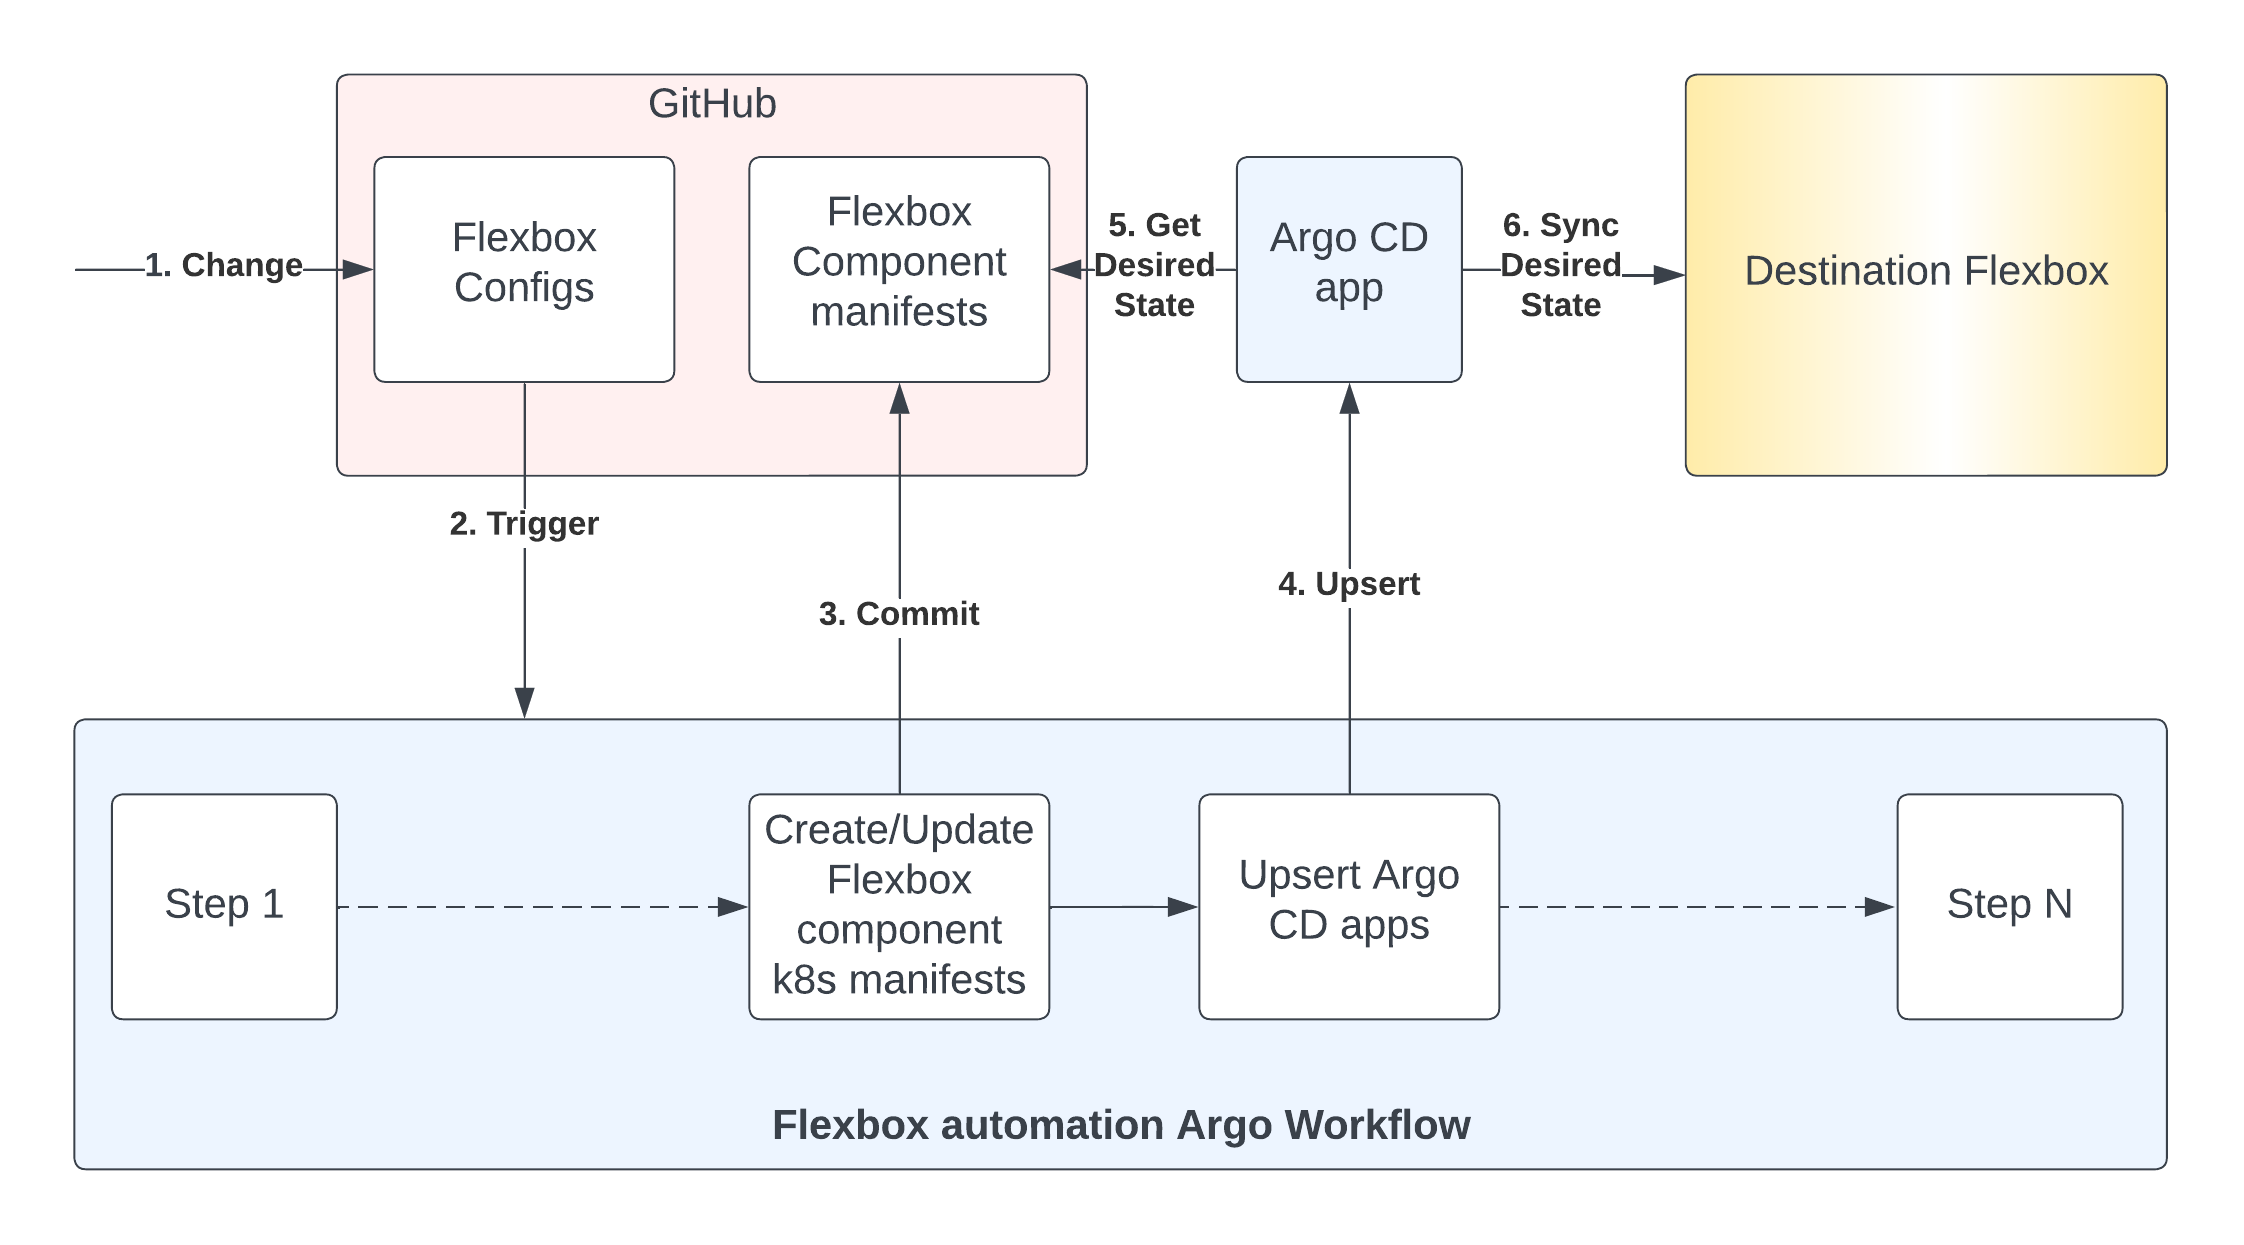 GitHub
1. Change
Flexbox
Configs
Flexbox
Component
manifests
5. Get
Desired
State
Argo CD
app
6. Sync
Desired
State
Destination Flexbox
2. Trigger
3. Commit
4. Upsert
Step 1
Create/Update
Flexbox
component
k8s manifests
Upsert Argo
CD apps
Step N
Flexbox automation Argo Workflow